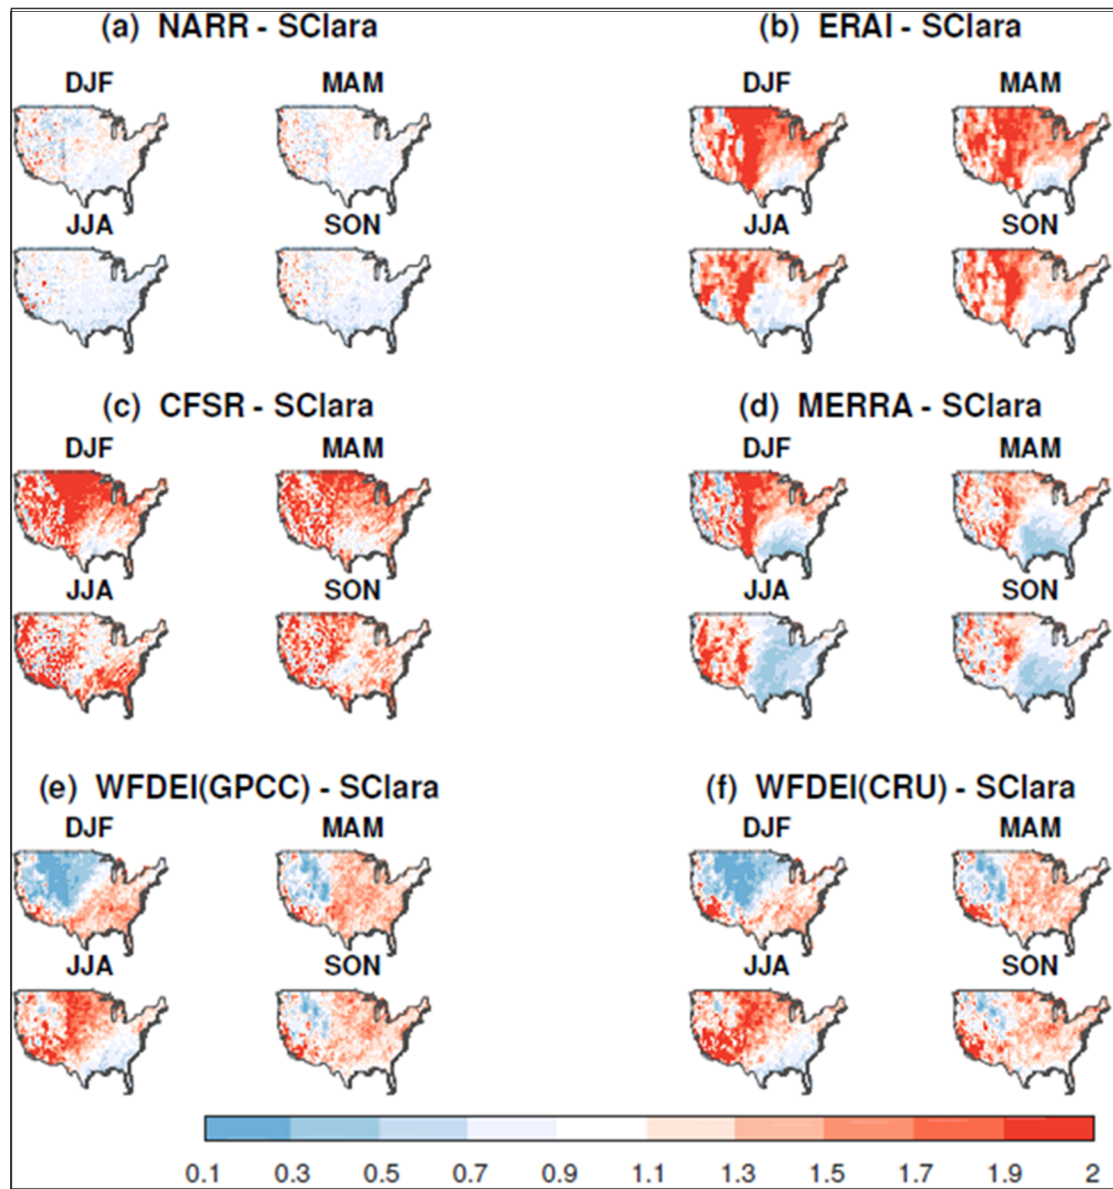 (a) NARR - SClara
DJF MAM
JJA SON
(b) ERAI - SClara
DJF MAM
JJA SON
(c) CFSR - SClara
DJF MAM
JJA SON
(d) MERRA - SClara
DJF MAM
JJA SON
(e) WFDEI(GPCC) - SClara
DJF MAM
JJA SON
(f) WFDEI(CRU) - SClara
DJF MAM
JJA SON
0.1 0.3 0.5 0.7 0.9 1.1 1.3 1.5 1.7 1.9 2